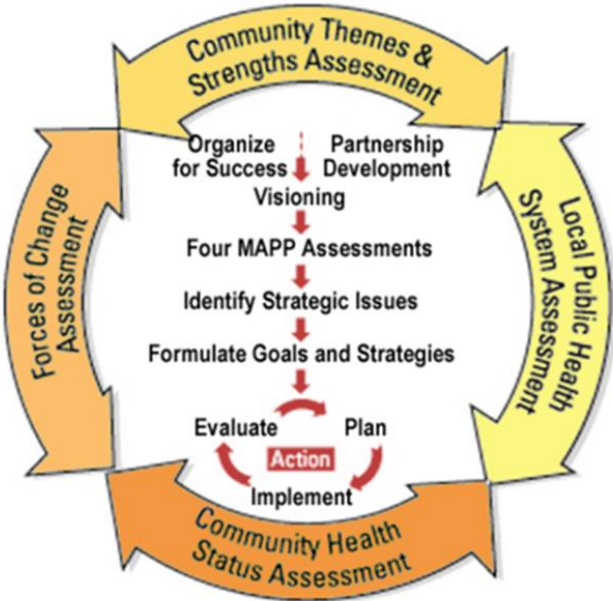 Community Themes &
Strengths Assessment
Organize
for Success
Partnership
Development
Visioning
Four MAPP Assessments
Identify Strategic Issues
Formulate Goals and Strategies
Evaluate
Plan
Action
Implement
Forces of Change
Assessment
Local Public Health
System Assessment
Community Health
Status Assessment